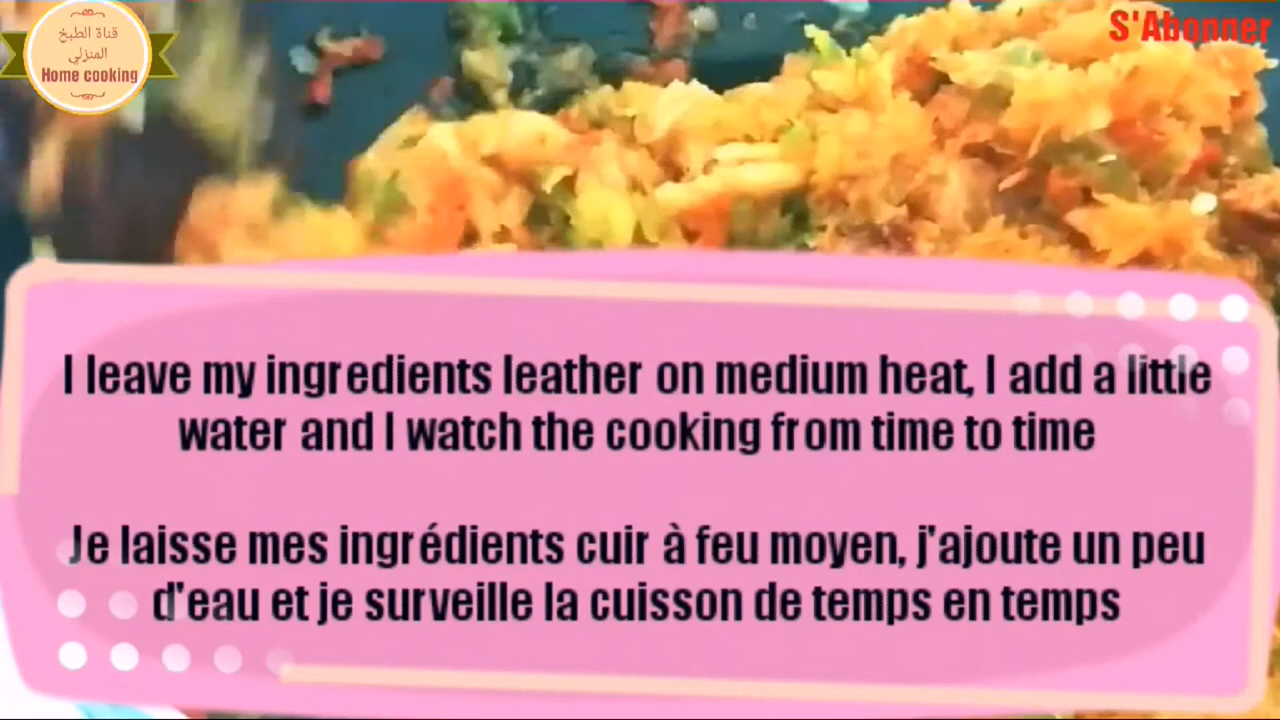 قناة الطبخ
المنزلي
Home cooking
S'Abonner
I leave my ingredients leather on medium heat, I add a little
water and I watch the cooking from time to time
Je laisse mes ingrédients cuir à feu moyen, j'ajoute un peu
d'eau et je surveille la cuisson de temps en temps